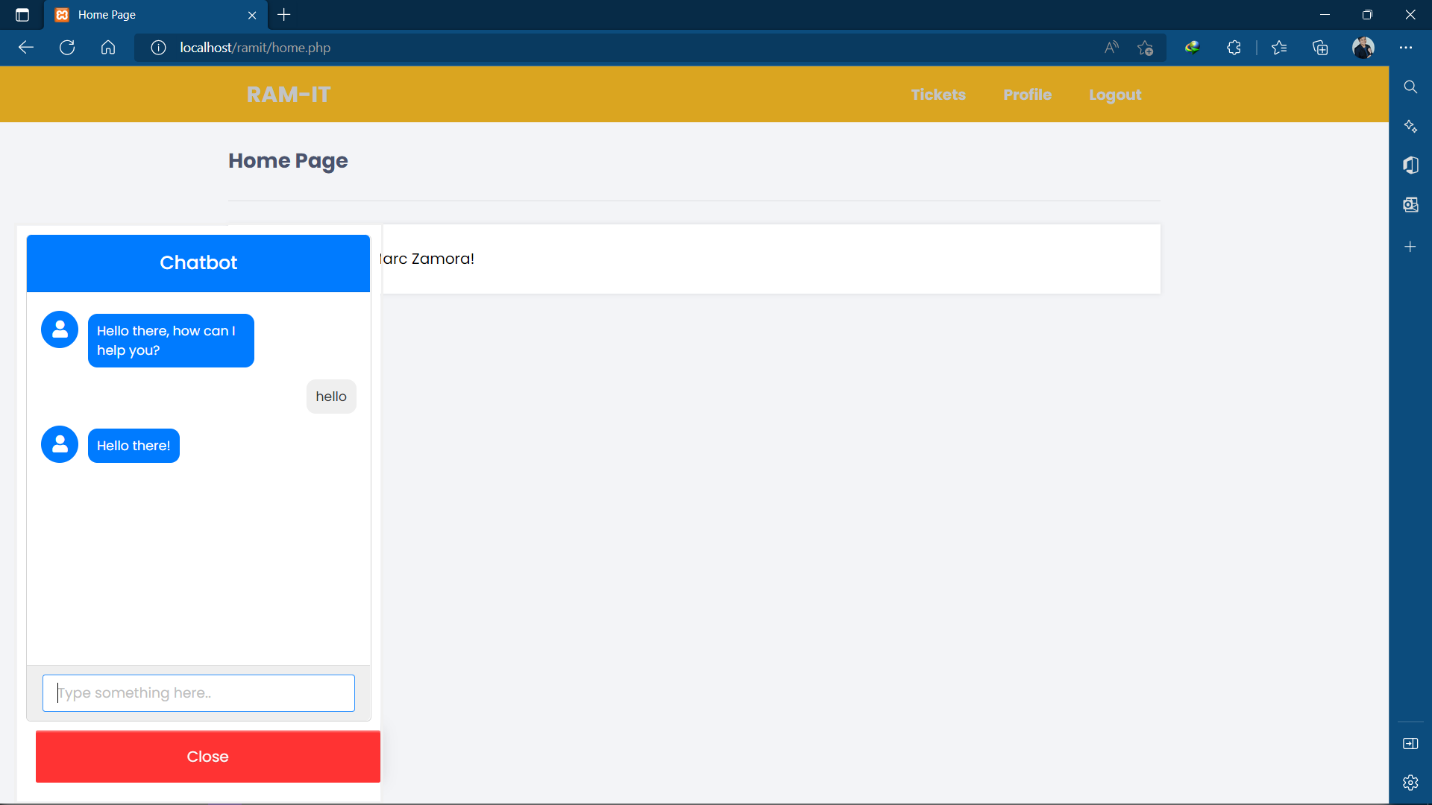 Home Page
localhost/ramit/home.php
RAM-IT
Tickets Profile Logout
Home Page
arc Zamora!
Chatbot
Hello there, how can I
help you?
hello
Hello there!
Type something here..
Close